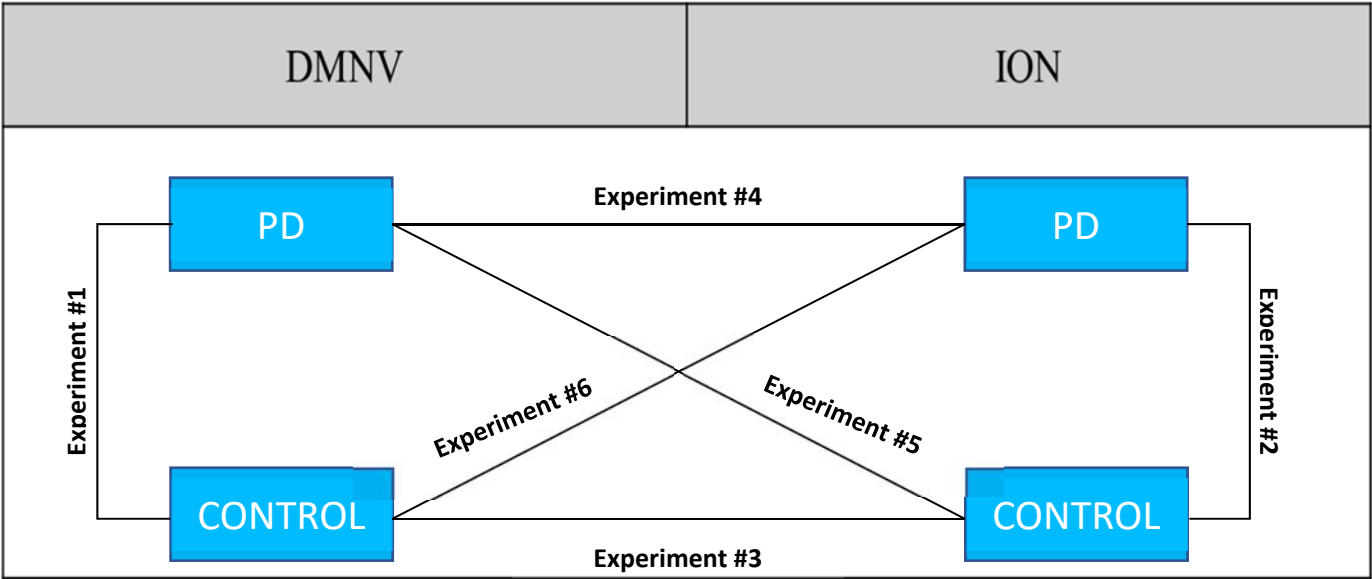 DMNV
ION
Experiment #4
PD
PD
Experiment #1
Experiment #2
Experiment #6
Experiment #5
CONTROL
CONTROL
Experiment #3